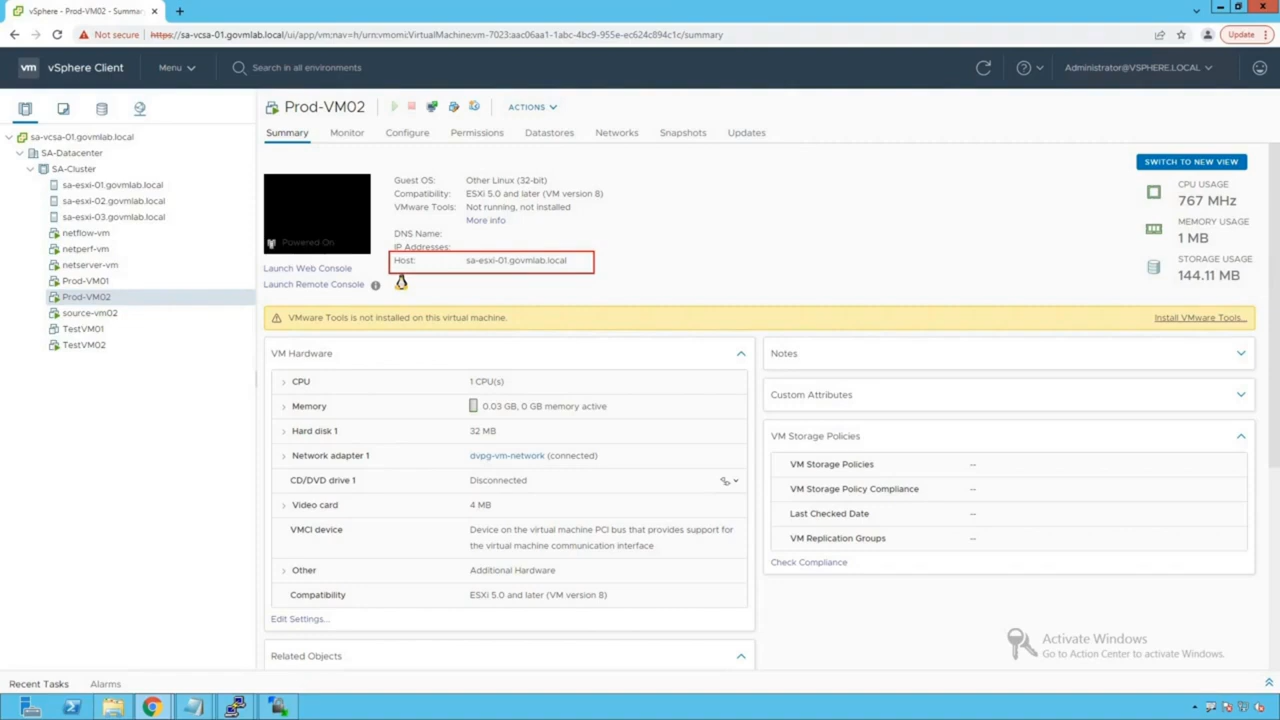 vSphere - Prod-VM02 - Summar
Not secure
https://sa-vcsa-01.govmlab.local/ui/app/vm;nav=h/urn:vmomi:VirtualMachine:vm-7023:aac06aa1-1abc-4bc9-955e-ec624c894c1c/summary
Update
vm vSphere Client
Menu
Search in all environments
Administrator@VSPHERE.LOCAL
sa-vcsa-01.govmlab.local
SA-Datacenter
SA-Cluster
sa-esxi-01.govmlab.local
sa-esxi-02.govmlab.local
sa-esxi-03.govmlab.local
netflow-vm
netperf-vm
netserver-vm
Prod-VM01
Prod-VM02
source-vm02
TestVM01
TestVM02
Prod-VM02
ACTIONS
Summary Monitor Configure Permissions Datastores Networks Snapshots Updates
SWITCH TO NEW VIEW
Powered On
Launch Web Console
Launch Remote Console
Guest OS: Other Linux (32-bit)
Compatibility: ESXi 5.0 and later (VM version 8)
VMware Tools: Not running, not installed
More info
DNS Name:
IP Addresses:
Host: sa-esxi-01.govmlab.local
CPU USAGE
767 MHz
MEMORY USAGE
1 MB
STORAGE USAGE
144.11 MB
VMware Tools is not installed on this virtual machine.
Install VMware Tools...
VM Hardware
CPU 1 CPU(s)
Memory 0.03 GB, 0 GB memory active
Hard disk 1 32 MB
Network adapter 1 dvpg-vm-network (connected)
CD/DVD drive 1 Disconnected
Video card 4 MB
VMCI device Device on the virtual machine PCI bus that provides support for
the virtual machine communication interface
Other Additional Hardware
Compatibility ESXi 5.0 and later (VM version 8)
Edit Settings...
Related Objects
Notes
Custom Attributes
VM Storage Policies
VM Storage Policies --
VM Storage Policy Compliance --
Last Checked Date --
VM Replication Groups --
Check Compliance
Activate Windows
Go to Action Center to activate Windows.
Recent Tasks Alarms